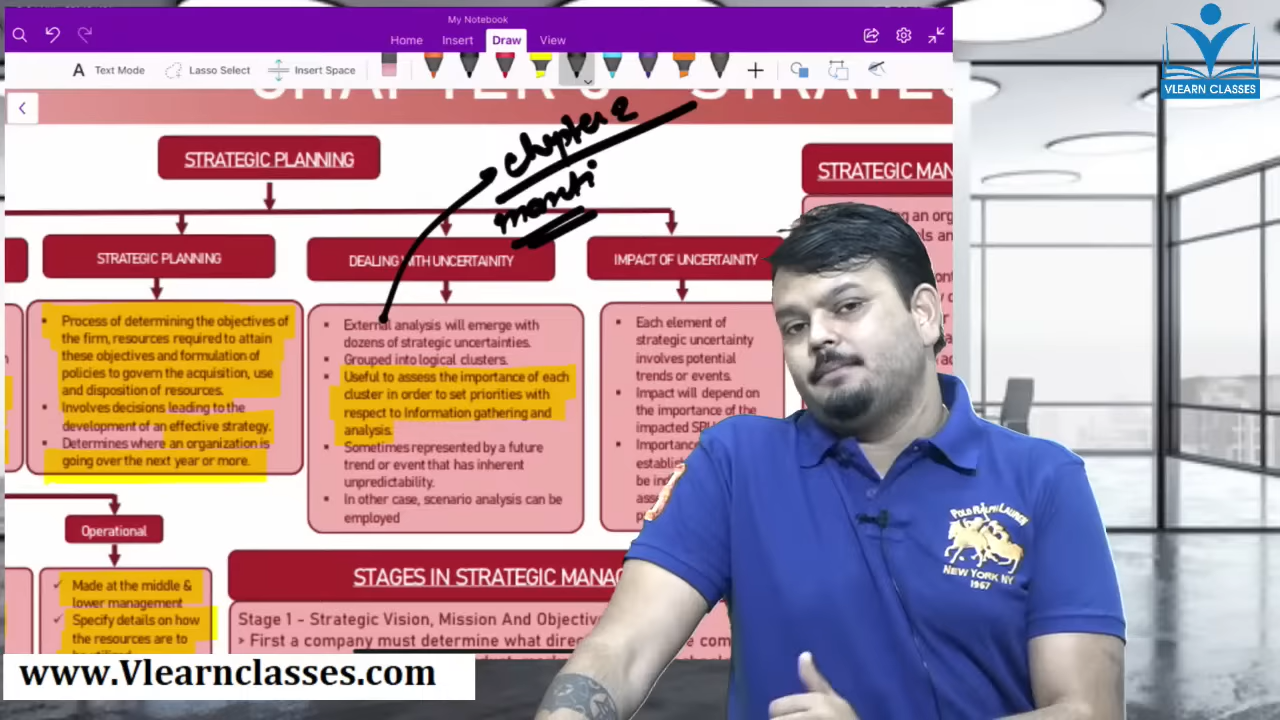 My Notebook
Home Insert Draw View
Text Mode Lasso Select Insert Space
VLEARN CLASSES
STRATEGIC PLANNING
chapter 2
STRATEGIC MAN
STRATEGIC PLANNING
DEALING WITH UNCERTAINITY
IMPACT OF UNCERTAINITY
• Process of determining the objectives of
the firm, resources required to attain
these objectives and formulation of
policies to govern the acquisition, use
and disposition of resources.
• Involves decisions leading to the
development of an effective strategy.
• Determines where an organization is
going over the next year or more.
• External analysis will emerge with
dozens of strategic uncertainties.
• Grouped into logical clusters.
• Useful to assess the importance of each
cluster in order to set priorities with
respect to Information gathering and
analysis.
• Sometimes represented by a future
trend or event that has inherent
unpredictability.
• In other case, scenario analysis can be
employed
• Each element of
strategic uncertainty
involves potential
trends or events.
• Impact will depend on
the importance of the
impacted SBU
• Importance
establi
be in
ass
p
Operational
✓ Made at the middle &
lower management
✓ Specify details on how
the resources are to
STAGES IN STRATEGIC MANAG
Stage 1 - Strategic Vision, Mission And Objectiv
> First a company must determine what direc
www.Vlearnclasses.com
POLO RALPH LAUREN
NEW YORK NY
1967